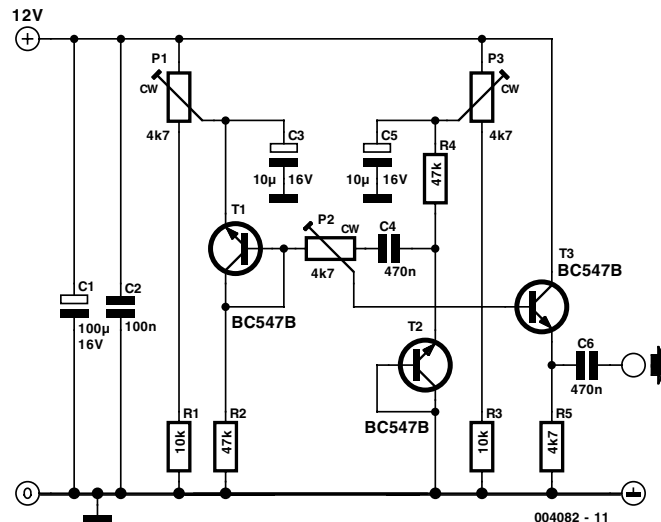 12V
P1
CW
4k7
P3
CW
4k7
C3
10µ 16V
C5
10µ 16V
R4
47k
T1
BC547B
P2
CW
4k7
C4
470n
T3
BC547B
C1
100µ
16V
C2
100n
T2
BC547B
C6
470n
R1
10k
R2
47k
R3
10k
R5
4k7
0
004082 - 11